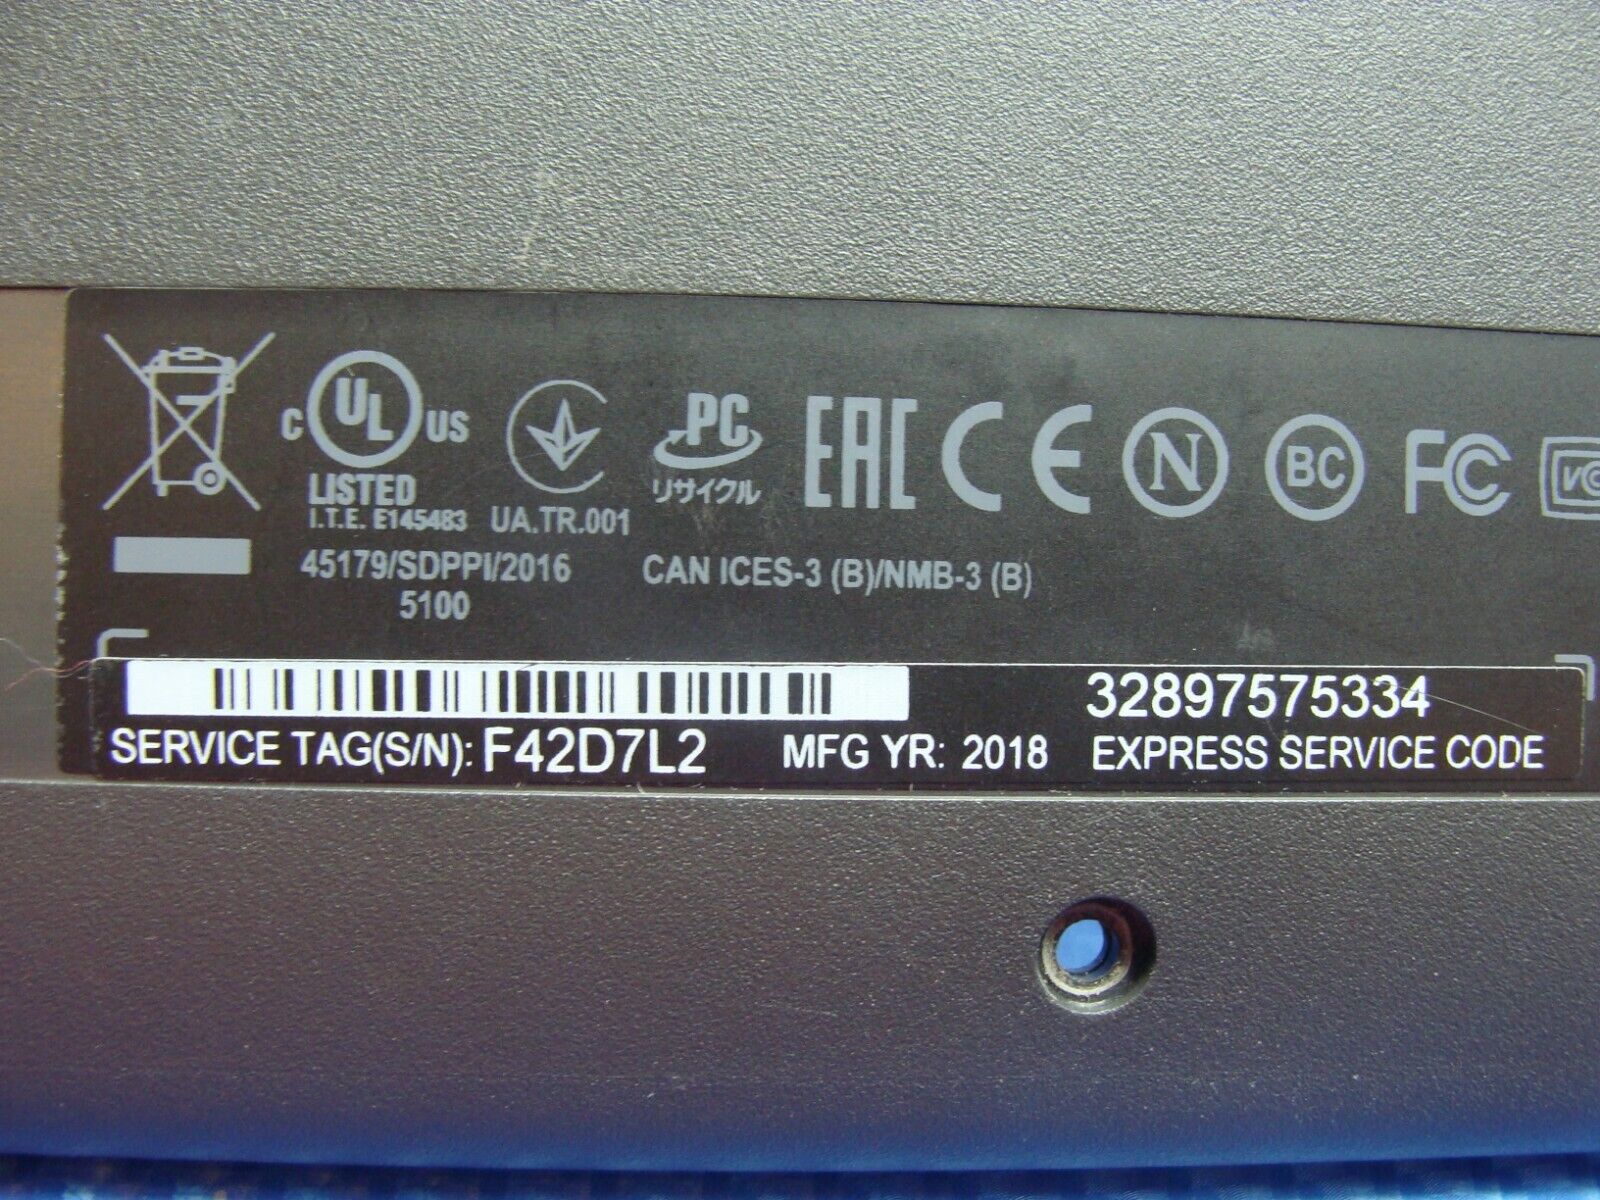 C UL US
LISTED
I.T.E. E145483
UA.TR.001
PC
リサイクル
EAC CE N BC FC VC
45179/SDPPI/2016
5100
CAN ICES-3 (B)/NMB-3 (B)
32897575334
SERVICE TAG(S/N): F42D7L2 MFG YR: 2018 EXPRESS SERVICE CODE